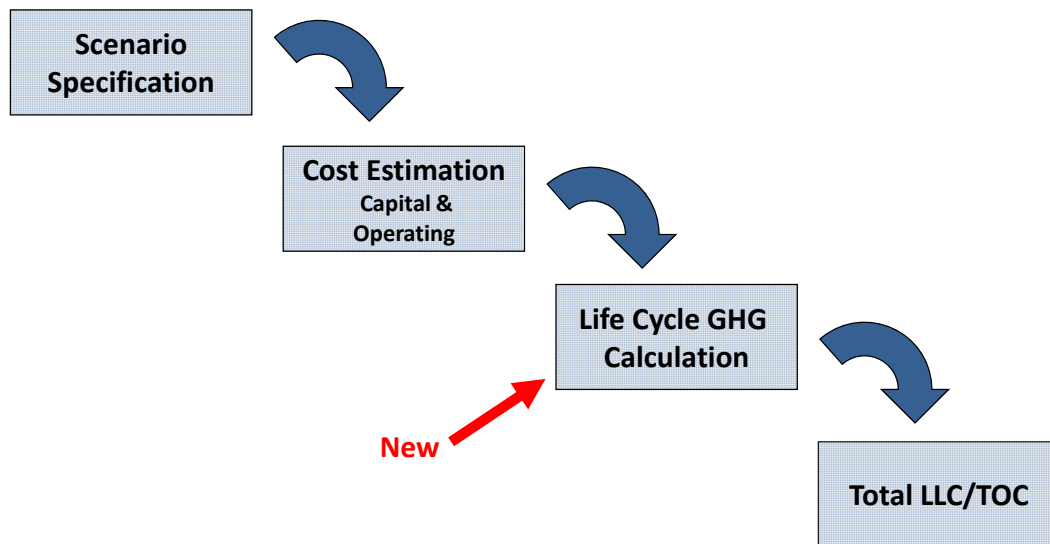 Scenario
Specification
Cost Estimation
Capital &
Operating
Life Cycle GHG
Calculation
New
Total LLC/TOC